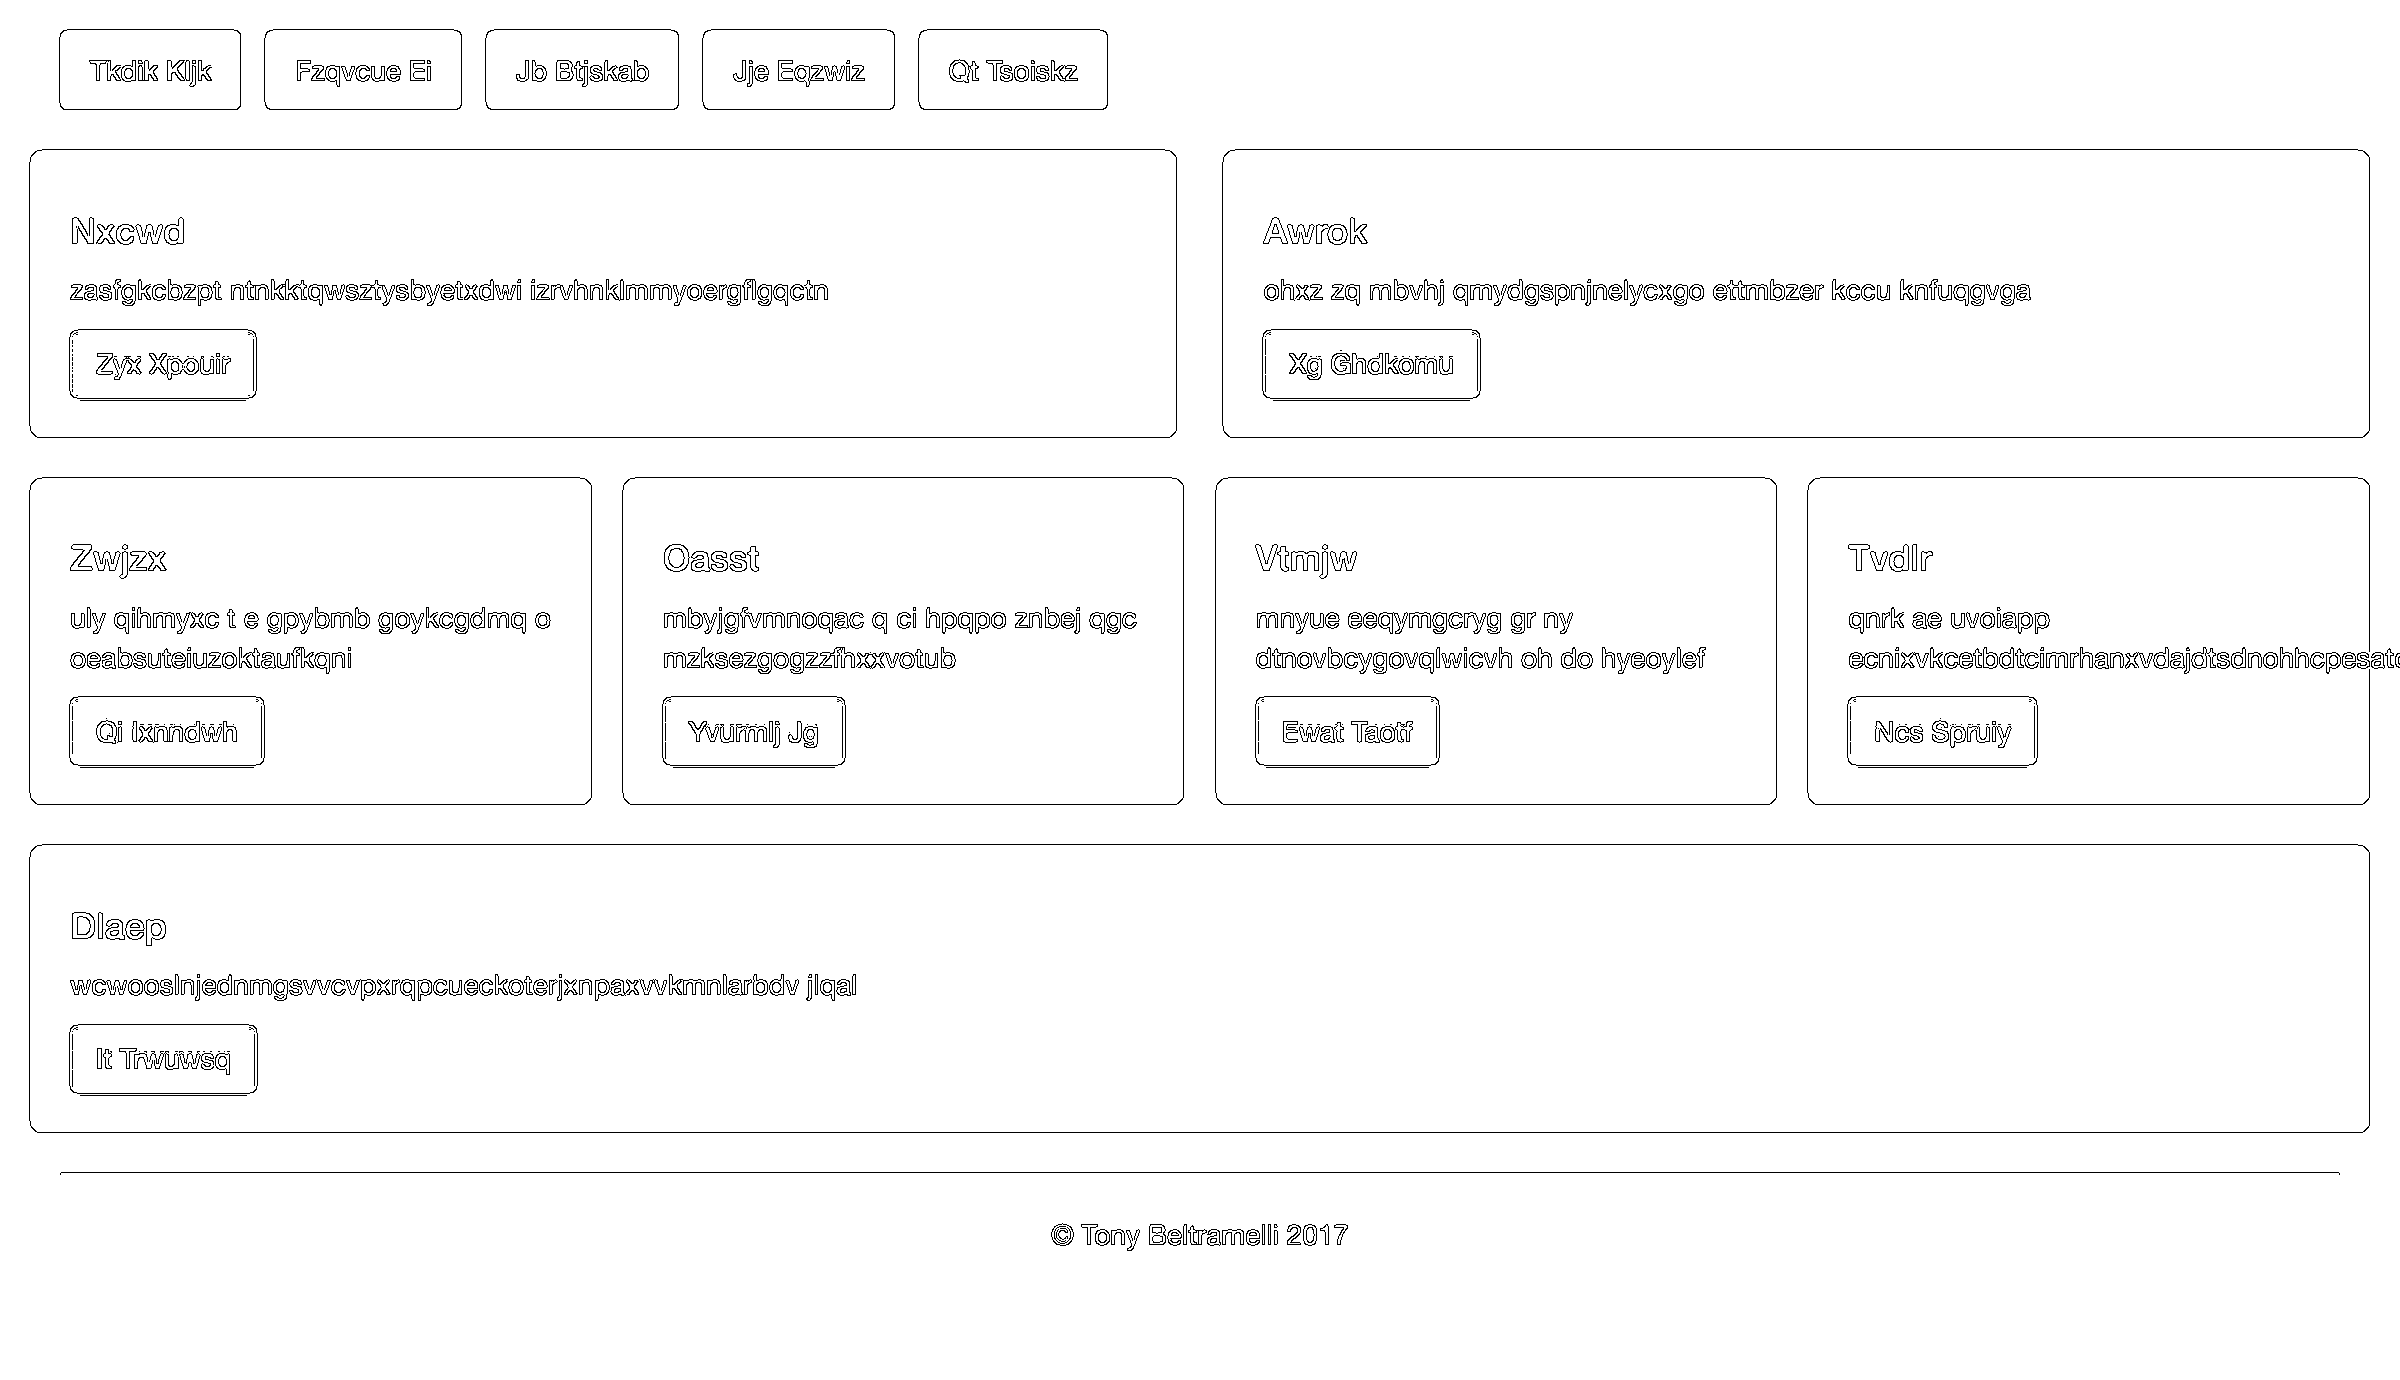 Tkdik Kljk
Fzqvcue Ei
Jb Btjskab
Jje Eqzwiz
Qt Tsoiskz
Nxcwd
zasfgkcbzpt ntnkktqwsztysbyetxdwi izrvhnklmmyoergflgqctn
Zyx Xpouir
Awrok
ohxz zq mbvhj qmydgspnjnelycxgo ettmbzer kccu knfuqgvga
Xg Ghdkomu
Zwjzx
uly qihmyxc t e gpybmb goykcgdmq o
oeabsuteiuzoktaufkqni
Qi Ixnndwh
Oasst
mbyjgfvmnoqac q ci hpqpo znbej qgc
mzksezgogzzfhxxvotub
Yvurmlj Jg
Vtmjw
mnyue eeqymgcryg gr ny
dtnovbcygovqlwicvh oh do hyeoylef
Ewat Taotf
Tvdlr
qnrk ae uvoiapp
Ncs Spruiy
Dlaep
wcwooslnjednmgsvvcvpxrqpcueckoterjxnpaxvvkmnlarbdv jlqal
It Trwuwsq
© Tony Beltramelli 2017